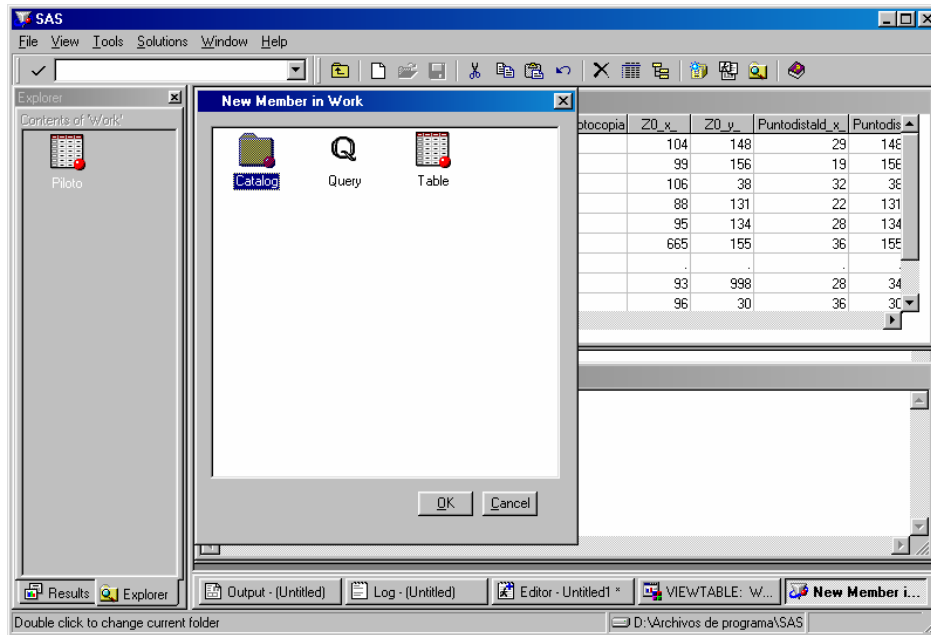 SAS
File View Tools Solutions Window Help
Explorer
Contents of 'Work'
Piloto
New Member in Work
Catalog Query Table
otocopia Z0_x_ Z0_y_ Puntodistald_x_ Puntodis
104 148 29 148
99 156 19 156
106 38 32 38
88 131 22 131
95 134 28 134
665 155 36 155
. . . .
93 998 28 34
96 30 36 30
OK Cancel
Results Explorer
Output - (Untitled) Log - (Untitled) Editor - Untitled1 * VIEWTABLE: W... New Member i...
Double click to change current folder
D:\Archivos de programa\SAS